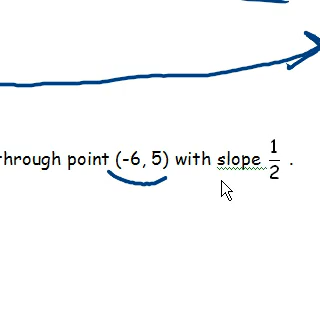 through point (-6, 5) with slope 1/2 .